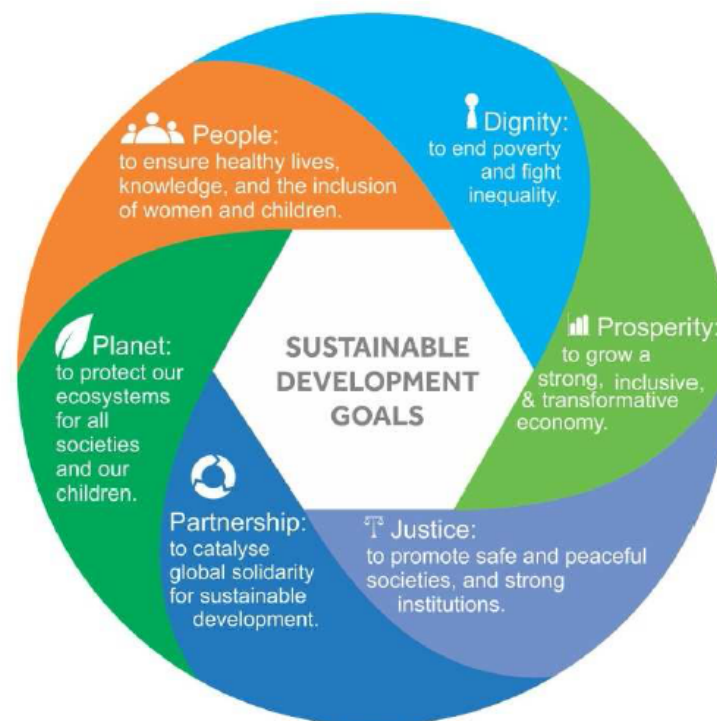 People:
to ensure healthy lives,
knowledge, and the inclusion
of women and children.
Dignity:
to end poverty
and fight
inequality.
Planet:
to protect our
ecosystems
for all
societies
and our
children.
SUSTAINABLE
DEVELOPMENT
GOALS
Prosperity:
to grow a
strong, inclusive,
& transformative
economy.
Partnership:
to catalyse
global solidarity
for sustainable
development.
Justice:
to promote safe and peaceful
societies, and strong
institutions.